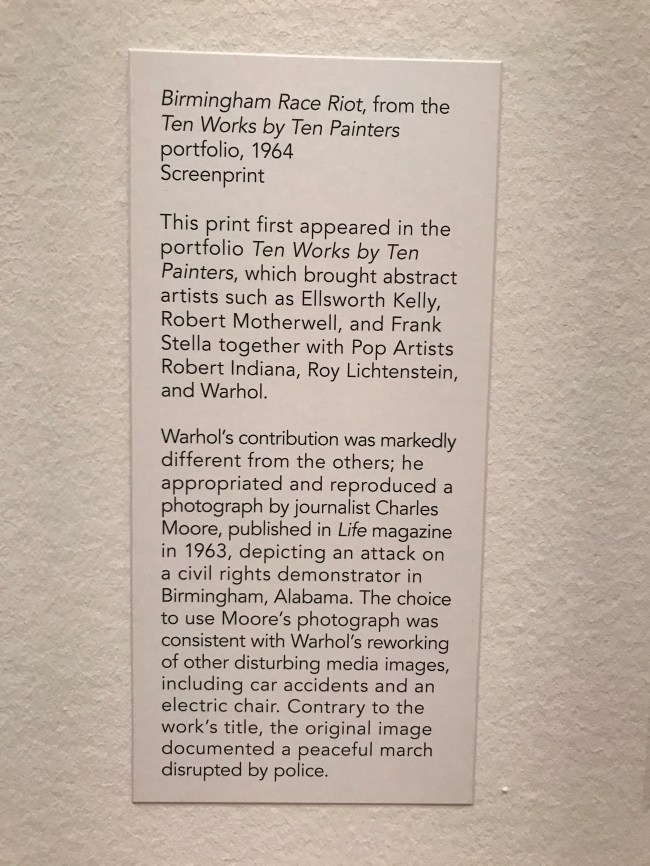 Birmingham Race Riot, from the
Ten Works by Ten Painters
portfolio, 1964
Screenprint
This print first appeared in the
portfolio Ten Works by Ten
Painters, which brought abstract
artists such as Ellsworth Kelly,
Robert Motherwell, and Frank
Stella together with Pop Artists
Robert Indiana, Roy Lichtenstein,
and Warhol.
Warhol's contribution was markedly
different from the others; he
appropriated and reproduced a
photograph by journalist Charles
Moore, published in Life magazine
in 1963, depicting an attack on
a civil rights demonstrator in
Birmingham, Alabama. The choice
to use Moore's photograph was
consistent with Warhol's reworking
of other disturbing media images,
including car accidents and an
electric chair. Contrary to the
work's title, the original image
documented a peaceful march
disrupted by police.